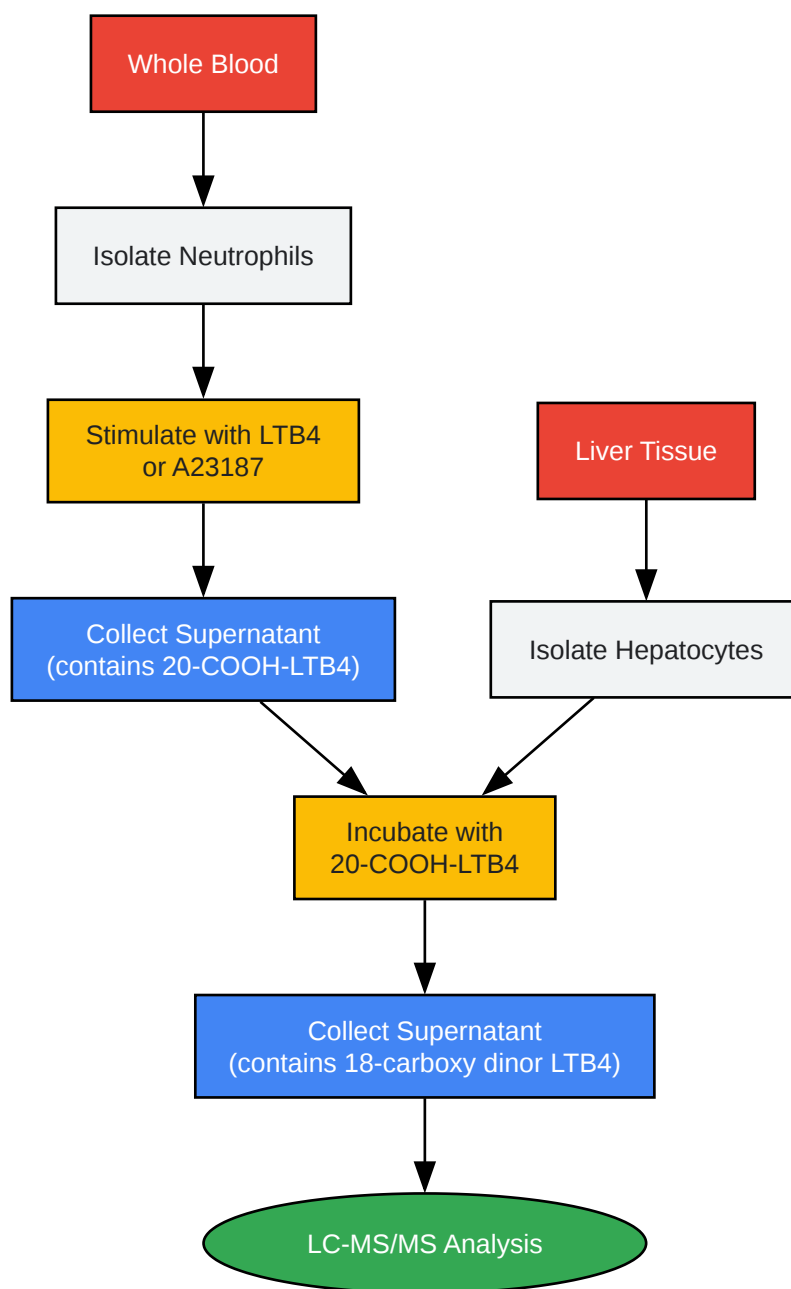 Whole Blood
Isolate Neutrophils
Stimulate with LTB4
or A23187
Liver Tissue
Collect Supernatant
(contains 20-COOH-LTB4)
Isolate Hepatocytes
Incubate with
20-COOH-LTB4
Collect Supernatant
(contains 18-carboxy dinor LTB4)
LC-MS/MS Analysis